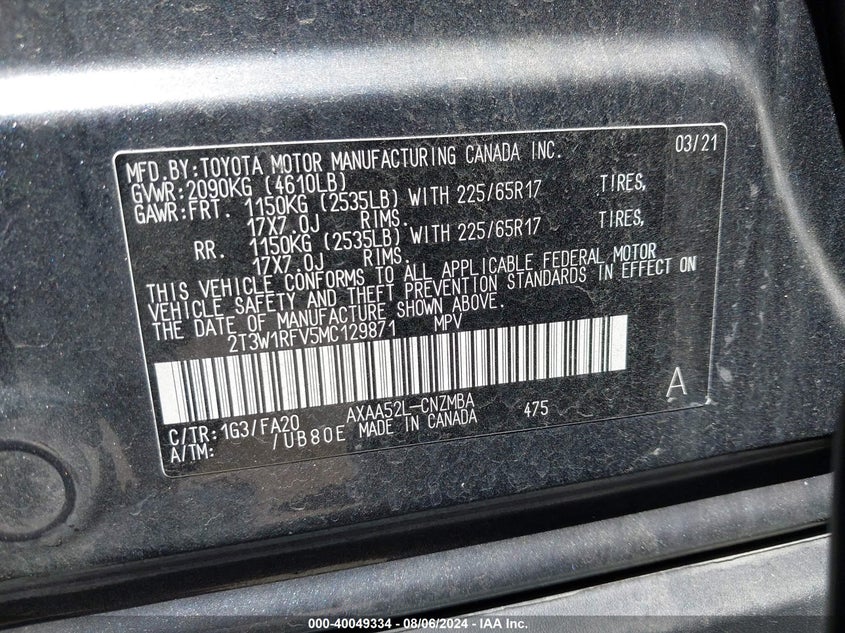 MFD.BY:TOYOTA MOTOR MANUFACTURING CANADA INC. 03/21
GVWR:2090KG (4610LB)
GAWR:FRT. 1150KG (2535LB) WITH 225/65R17 TIRES,
17X7.0J RIMS.
RR. 1150KG (2535LB) WITH 225/65R17 TIRES,
17X7.0J RIMS.
THIS VEHICLE CONFORMS TO ALL APPLICABLE FEDERAL MOTOR
VEHICLE SAFETY AND THEFT PREVENTION STANDARDS IN EFFECT ON
THE DATE OF MANUFACTURE SHOWN ABOVE.
2T3W1RFV5MC129871 MPV
A
C/TR:1G3/FA20 AXAA52L-CNZMBA 475
A/TM: /UB80E MADE IN CANADA
000-40049334 - 08/06/2024 - IAA Inc.